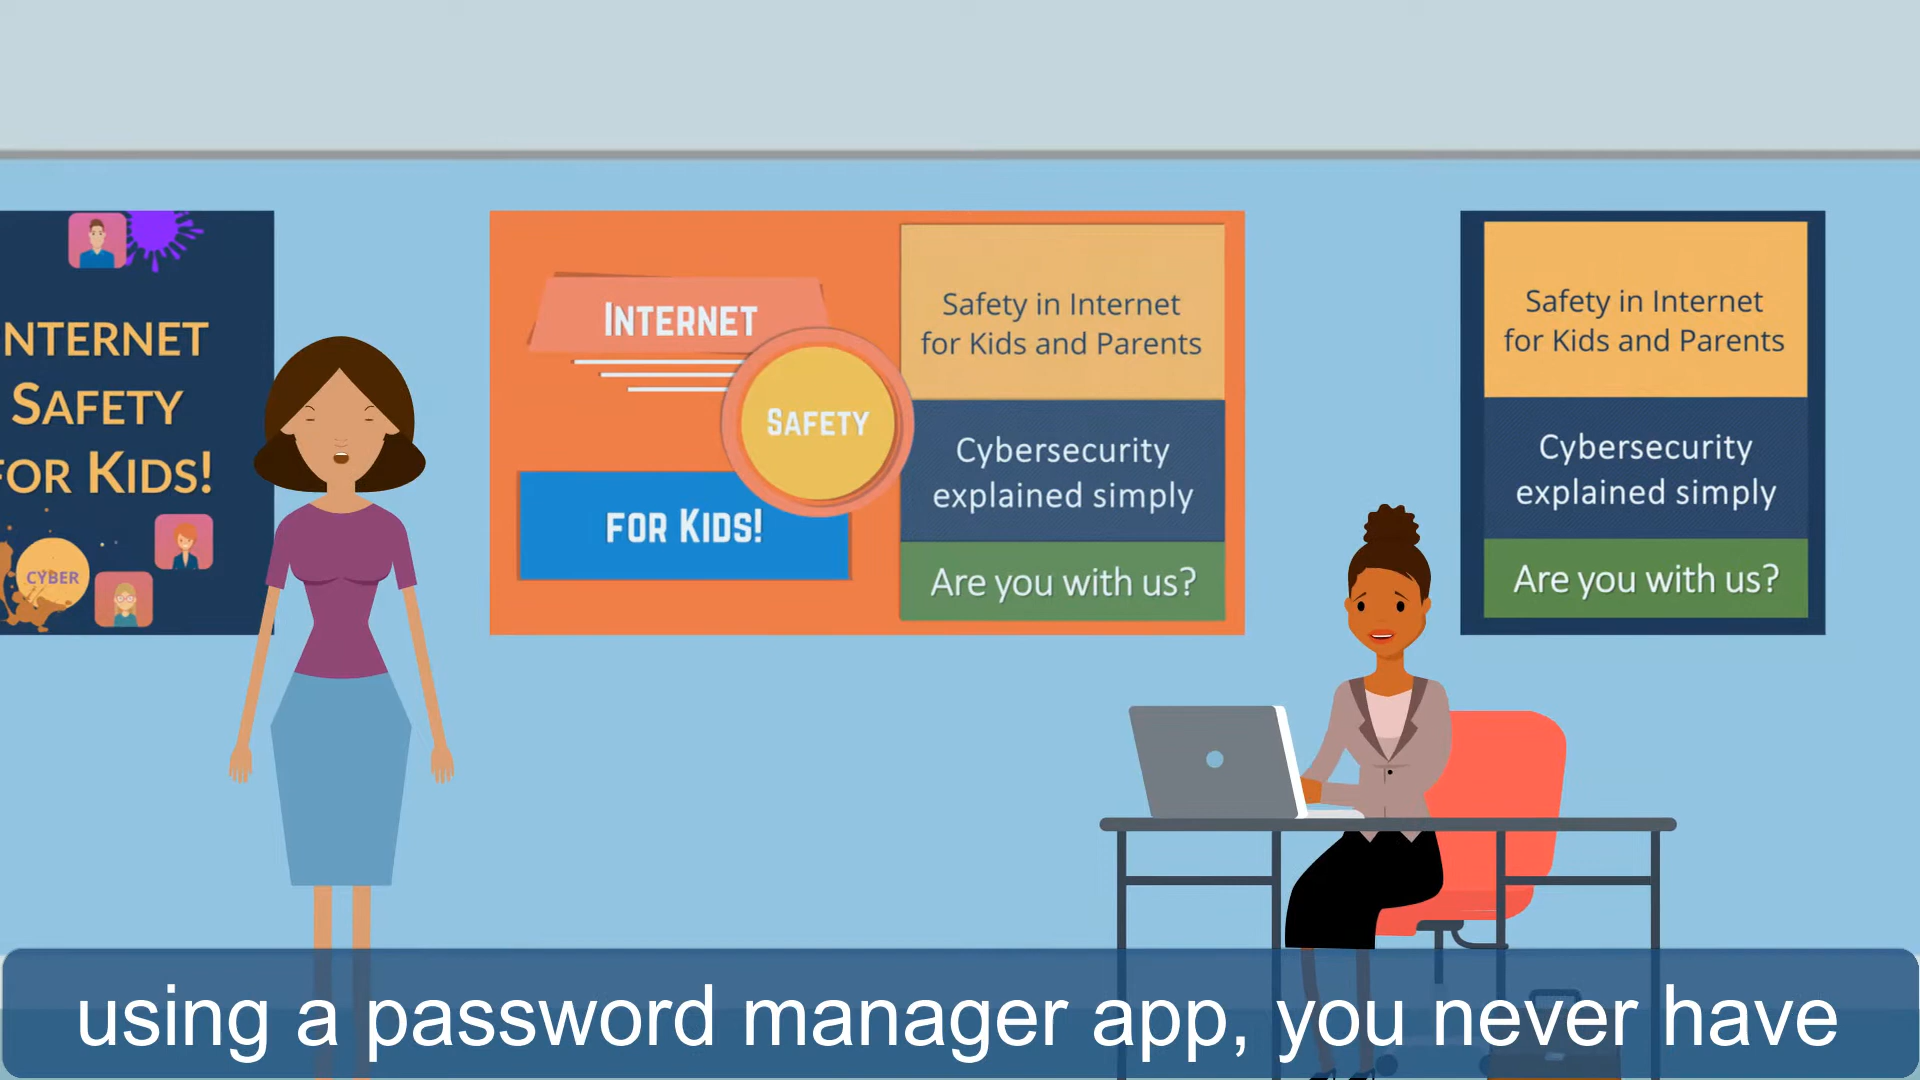 NTERNET
SAFETY
FOR KIDS!
CYBER
INTERNET
SAFETY
FOR KIDS!
Safety in Internet
for Kids and Parents
Cybersecurity
explained simply
Are you with us?
Safety in Internet
for Kids and Parents
Cybersecurity
explained simply
Are you with us?
using a password manager app, you never have